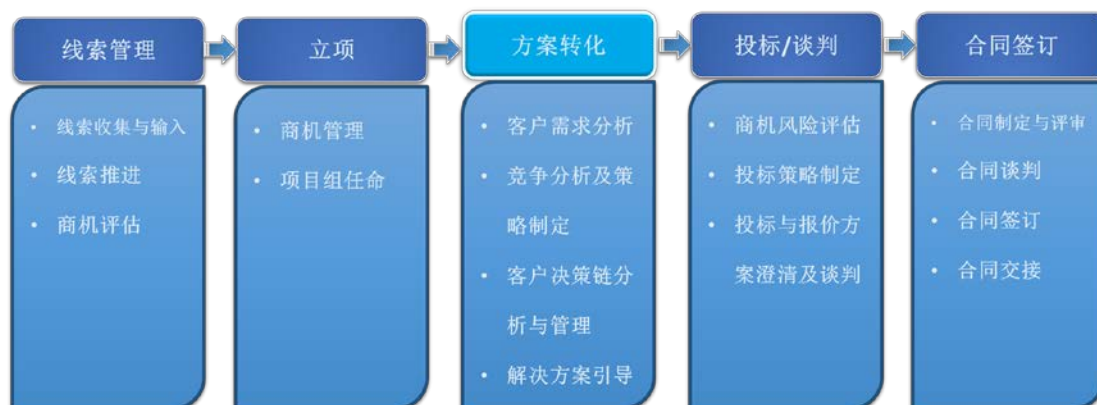 线索管理
立项
方案转化
投标/谈判
合同签订
• 线索收集与输入
• 线索推进
• 商机评估
• 商机管理
• 项目组任命
• 客户需求分析
• 竞争分析及策
略制定
• 客户决策链分
析与管理
• 解决方案引导
• 商机风险评估
• 投标策略制定
• 投标与报价方
案澄清及谈判
• 合同制定与评审
• 合同谈判
• 合同签订
• 合同交接